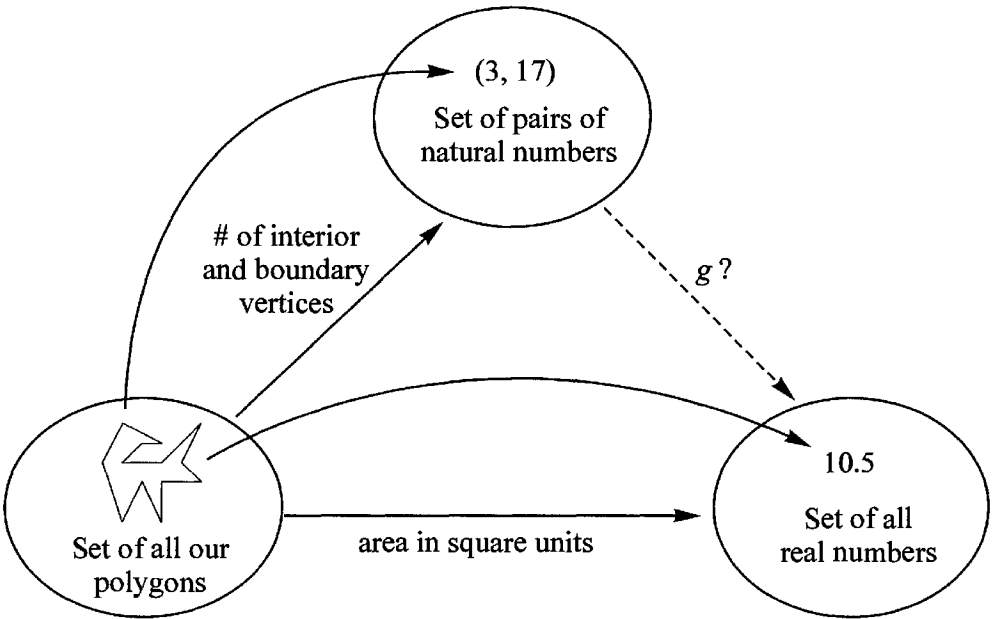 (3, 17)
Set of pairs of
natural numbers
# of interior
and boundary
vertices
g ?
10.5
Set of all our
polygons
area in square units
Set of all
real numbers